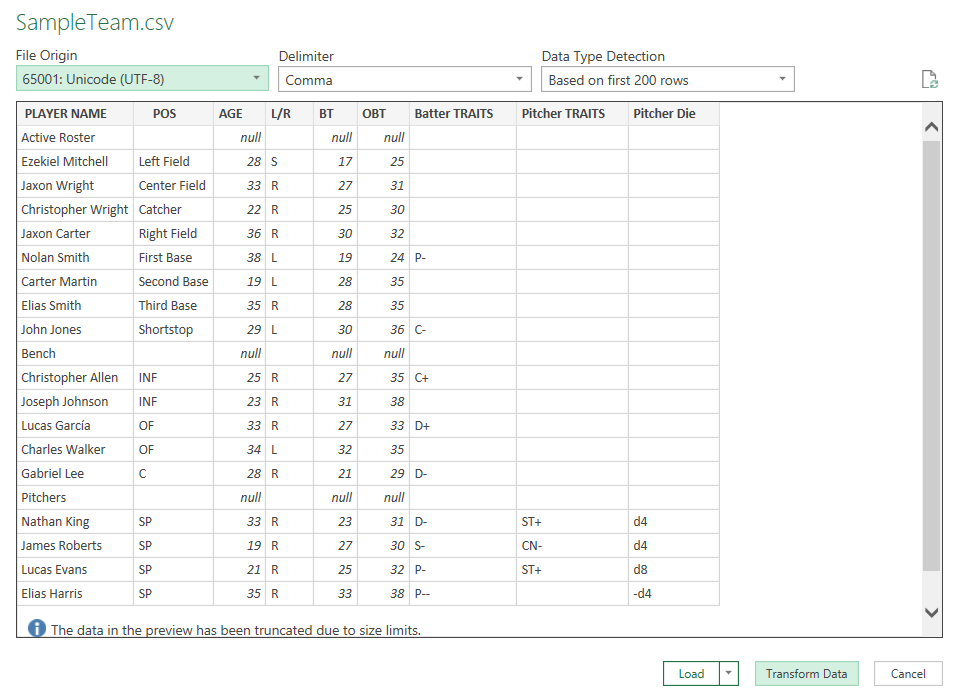 SampleTeam.csv
File Origin Delimiter Data Type Detection
65001: Unicode (UTF-8) Comma Based on first 200 rows
PLAYER NAME POS AGE L/R BT OBT Batter TRAITS Pitcher TRAITS Pitcher Die
Active Roster null null null
Ezekiel Mitchell Left Field 28 S 17 25
Jaxon Wright Center Field 33 R 27 31
Christopher Wright Catcher 22 R 25 30
Jaxon Carter Right Field 36 R 30 32
Nolan Smith First Base 38 L 19 24 P-
Carter Martin Second Base 19 L 28 35
Elias Smith Third Base 35 R 28 35
John Jones Shortstop 29 L 30 36 C-
Bench null null null
Christopher Allen INF 25 R 27 35 C+
Joseph Johnson INF 23 R 31 38
Lucas García OF 33 R 27 33 D+
Charles Walker OF 34 L 32 35
Gabriel Lee C 28 R 21 29 D-
Pitchers null null null
Nathan King SP 33 R 23 31 D- ST+ d4
James Roberts SP 19 R 27 30 S- CN- d4
Lucas Evans SP 21 R 25 32 P- ST+ d8
Elias Harris SP 35 R 33 38 P-- -d4
The data in the preview has been truncated due to size limits.
Load Transform Data Cancel